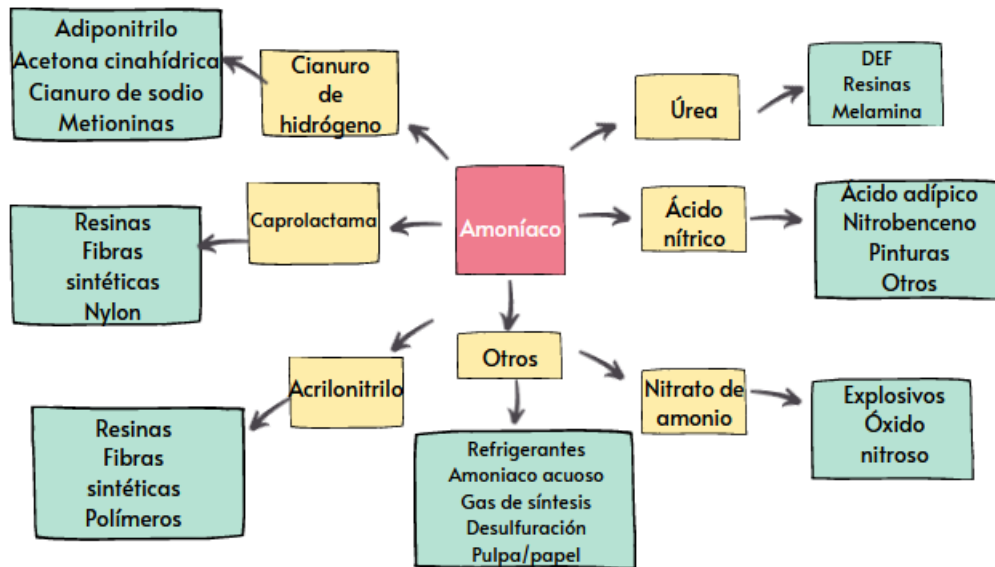 Adiponitrilo
Acetona cinahídrica
Cianuro de sodio
Metioninas
Cianuro
de
hidrógeno
Úrea
DEF
Resinas
Melamina
Resinas
Fibras
sintéticas
Nylon
Caprolactama
Amoníaco
Ácido
nítrico
Ácido adípico
Nitrobenceno
Pinturas
Otros
Resinas
Fibras
sintéticas
Polímeros
Acrilonitrilo
Otros
Refrigerantes
Amoniaco acuoso
Gas de síntesis
Desulfuración
Pulpa/papel
Nitrato de
amonio
Explosivos
Óxido
nitroso